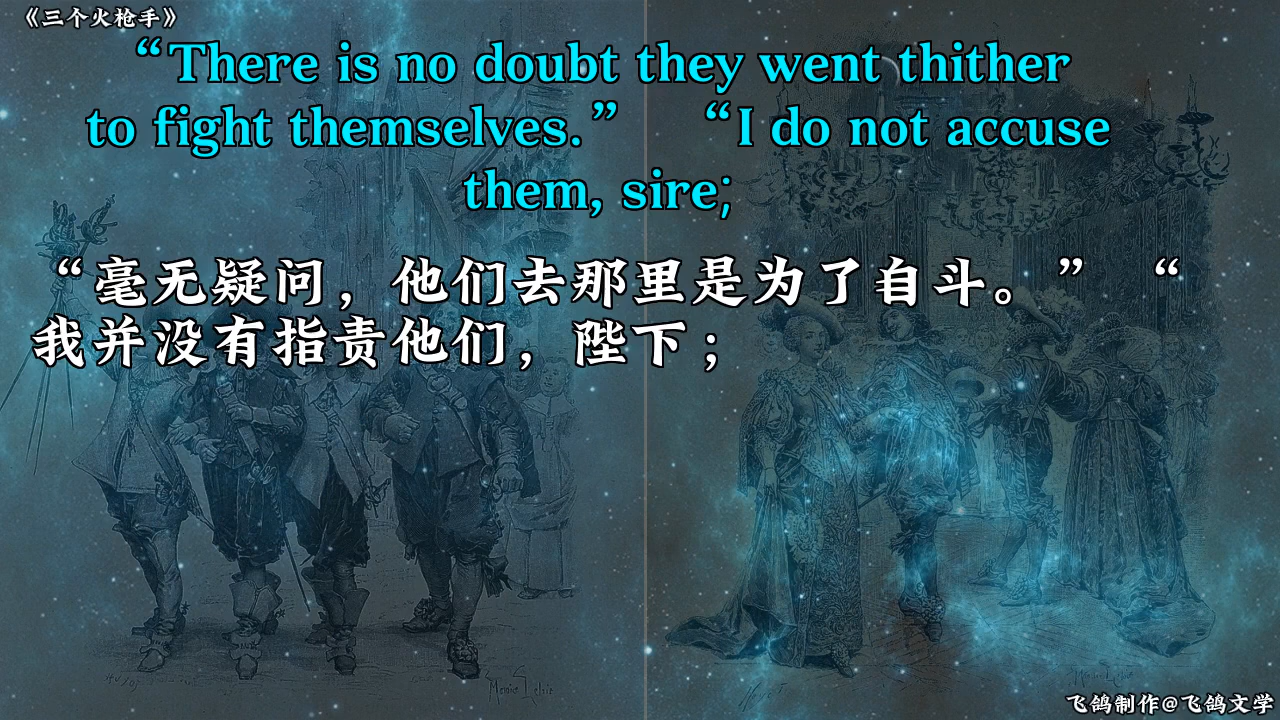 《三个火枪手》
“There is no doubt they went thither
to fight themselves.” “I do not accuse
them, sire;
“毫无疑问，他们去那里是为了自斗。” “
我并没有指责他们，陛下；
飞鸽制作@飞鸽文学